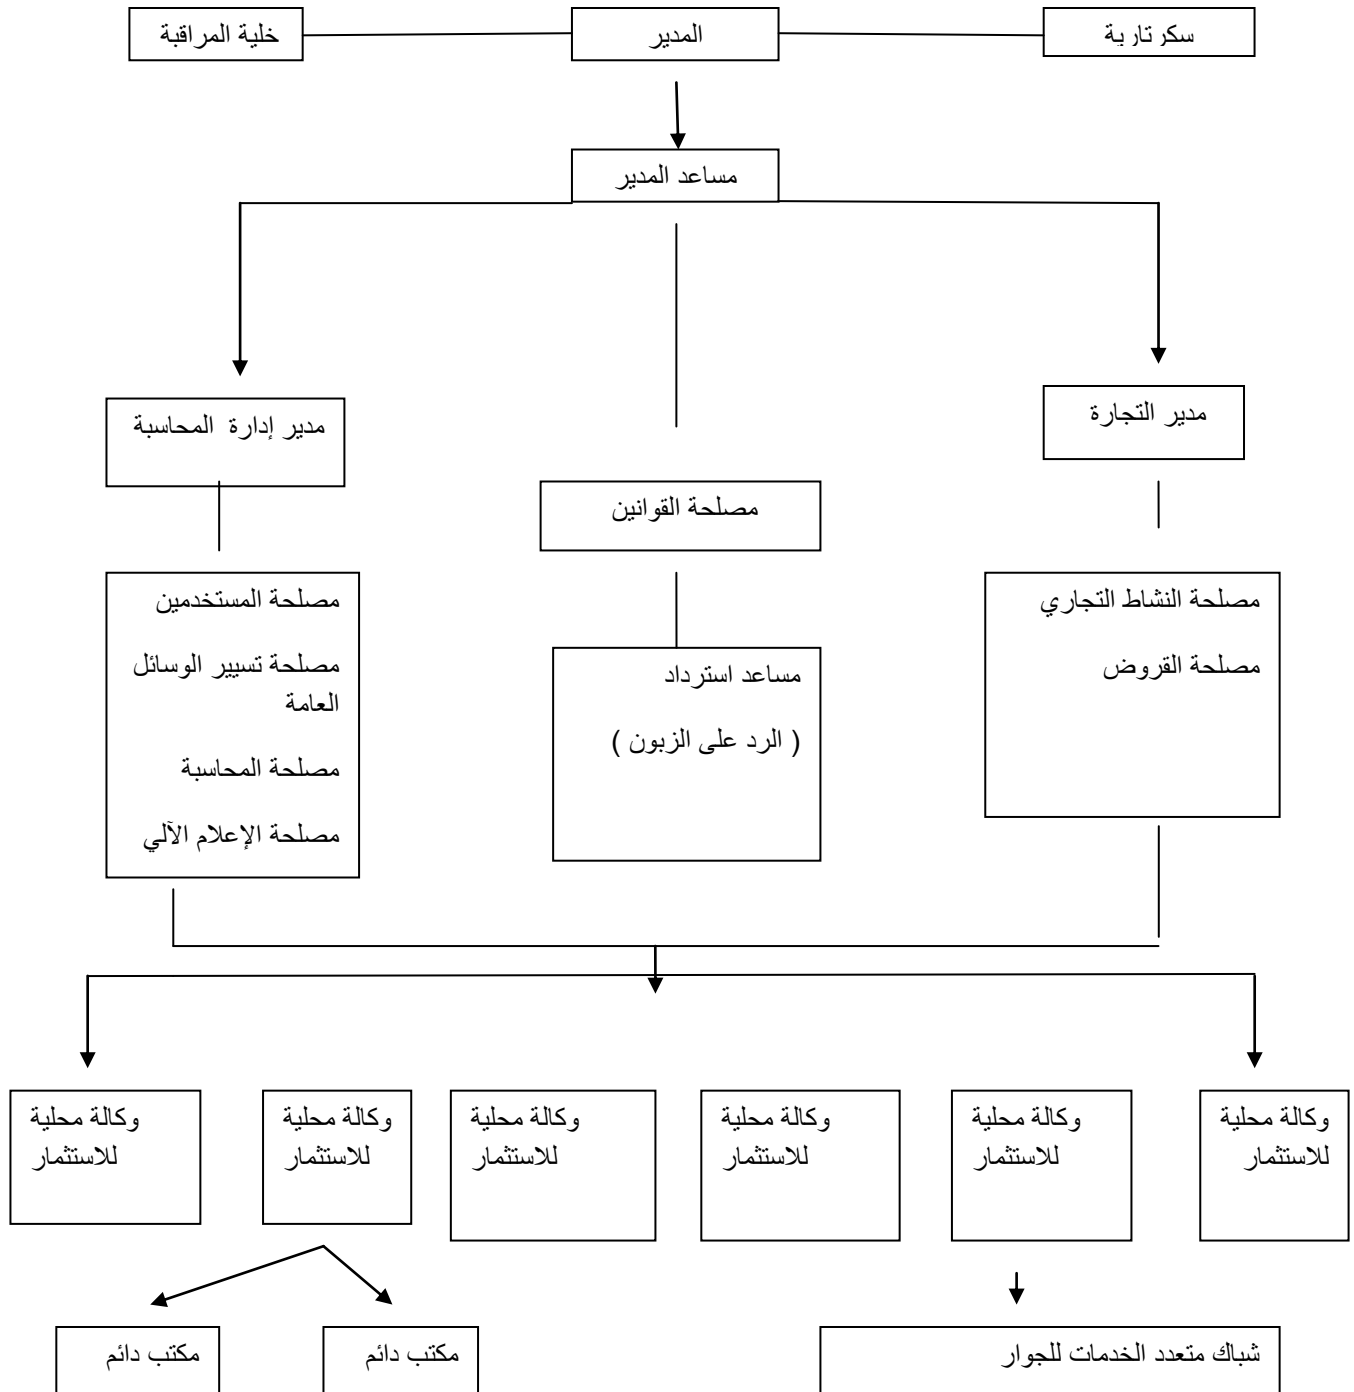 سكرتارية
المدير
خلية المراقبة
مساعد المدير
مدير التجارة
مدير إدارة المحاسبة
مصلحة القوانين
مصلحة النشاط التجاري
مصلحة القروض
مساعد استرداد
( الرد على الزبون )
مصلحة المستخدمين
مصلحة تسيير الوسائل
العامة
مصلحة المحاسبة
مصلحة الإعلام الآلي
وكالة محلية
للاستثمار
وكالة محلية
للاستثمار
وكالة محلية
للاستثمار
وكالة محلية
للاستثمار
وكالة محلية
للاستثمار
وكالة محلية
للاستثمار
شباك متعدد الخدمات للجوار
مكتب دائم
مكتب دائم